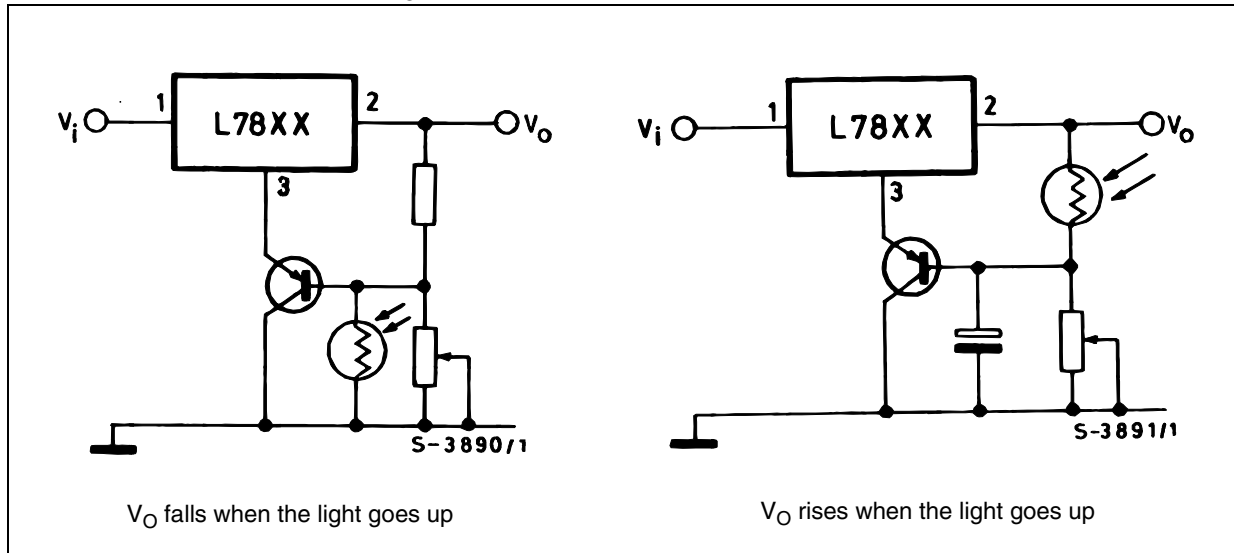 1 L78XX 2
Vi Vo
3
S-3890/1
VO falls when the light goes up
1 L78XX 2
Vi Vo
3
S-3891/1
VO rises when the light goes up